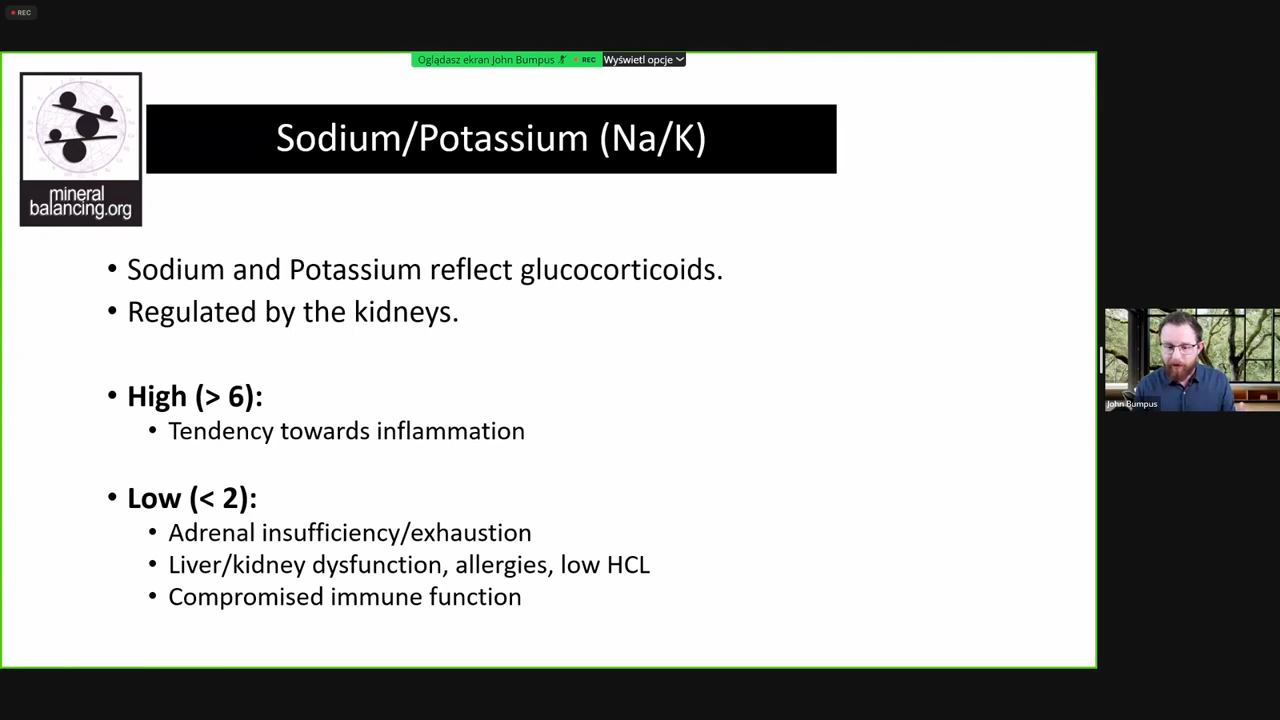 REC
Oglądasz ekran John Bumpus
REC
Wyświetl opcje
mineral
balancing.org
Sodium/Potassium (Na/K)
• Sodium and Potassium reflect glucocorticoids.
• Regulated by the kidneys.
• High (> 6):
• Tendency towards inflammation
• Low (< 2):
• Adrenal insufficiency/exhaustion
• Liver/kidney dysfunction, allergies, low HCL
• Compromised immune function
John Bumpus